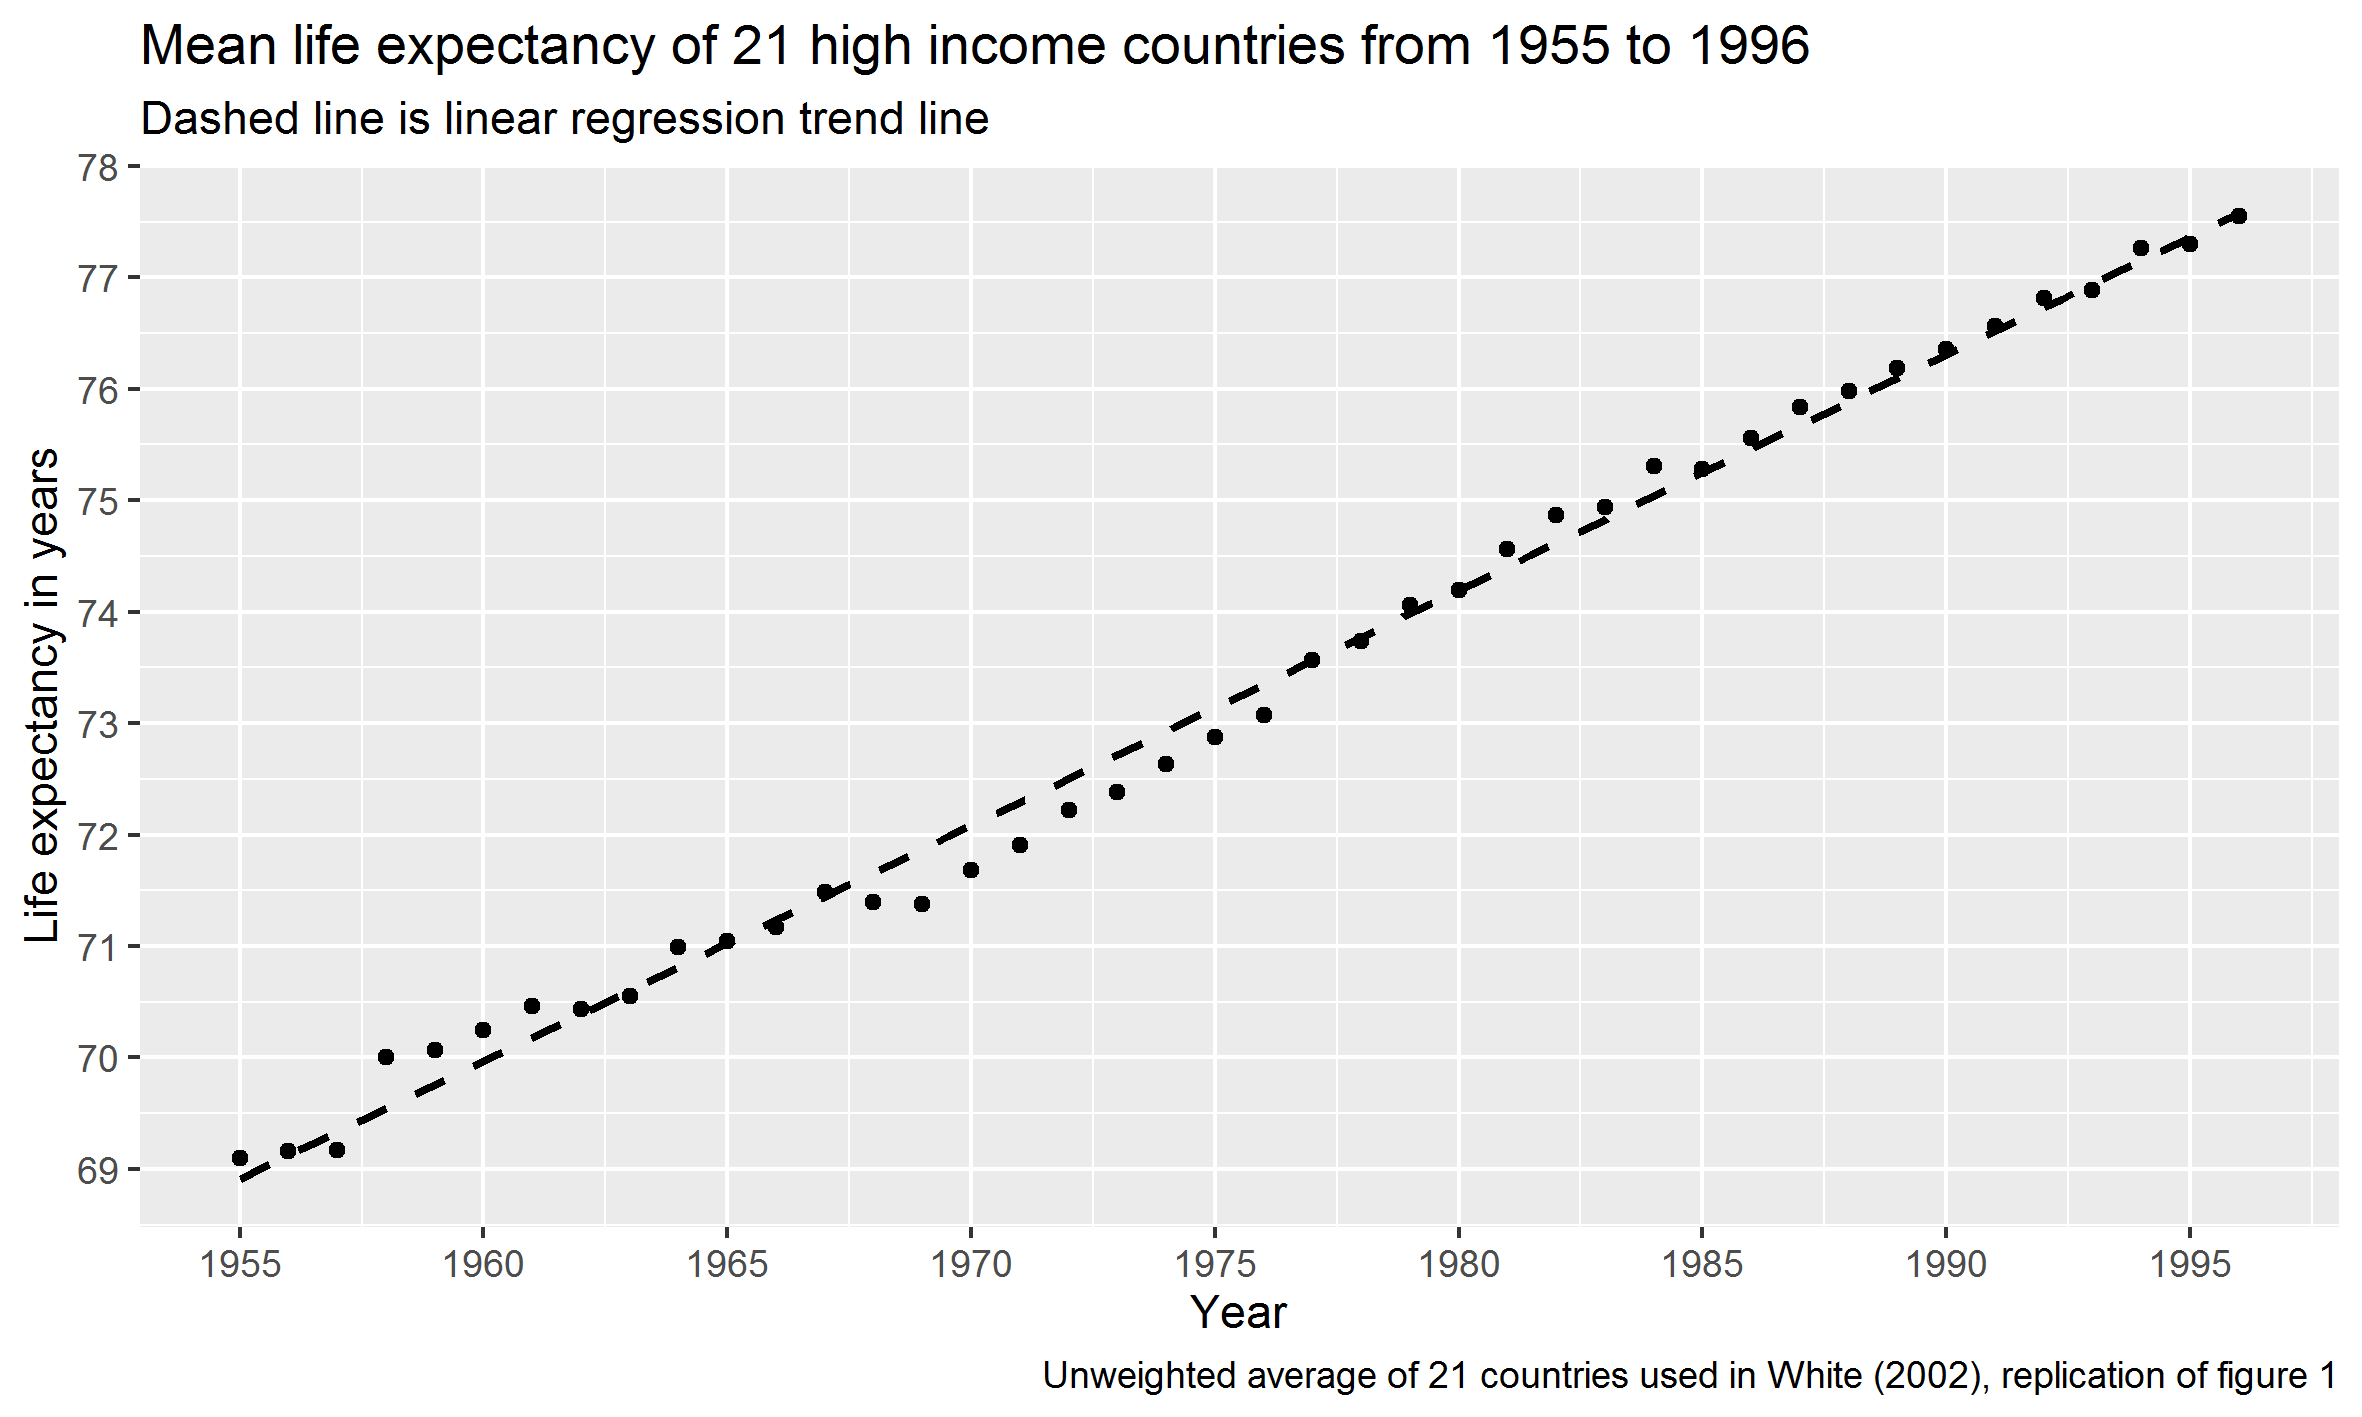 Mean life expectancy of 21 high income countries from 1955 to 1996
Dashed line is linear regression trend line
78
77
76
75
74
73
72
71
70
69
Life expectancy in years
1955 1960 1965 1970 1975 1980 1985 1990 1995
Year
Unweighted average of 21 countries used in White (2002), replication of figure 1